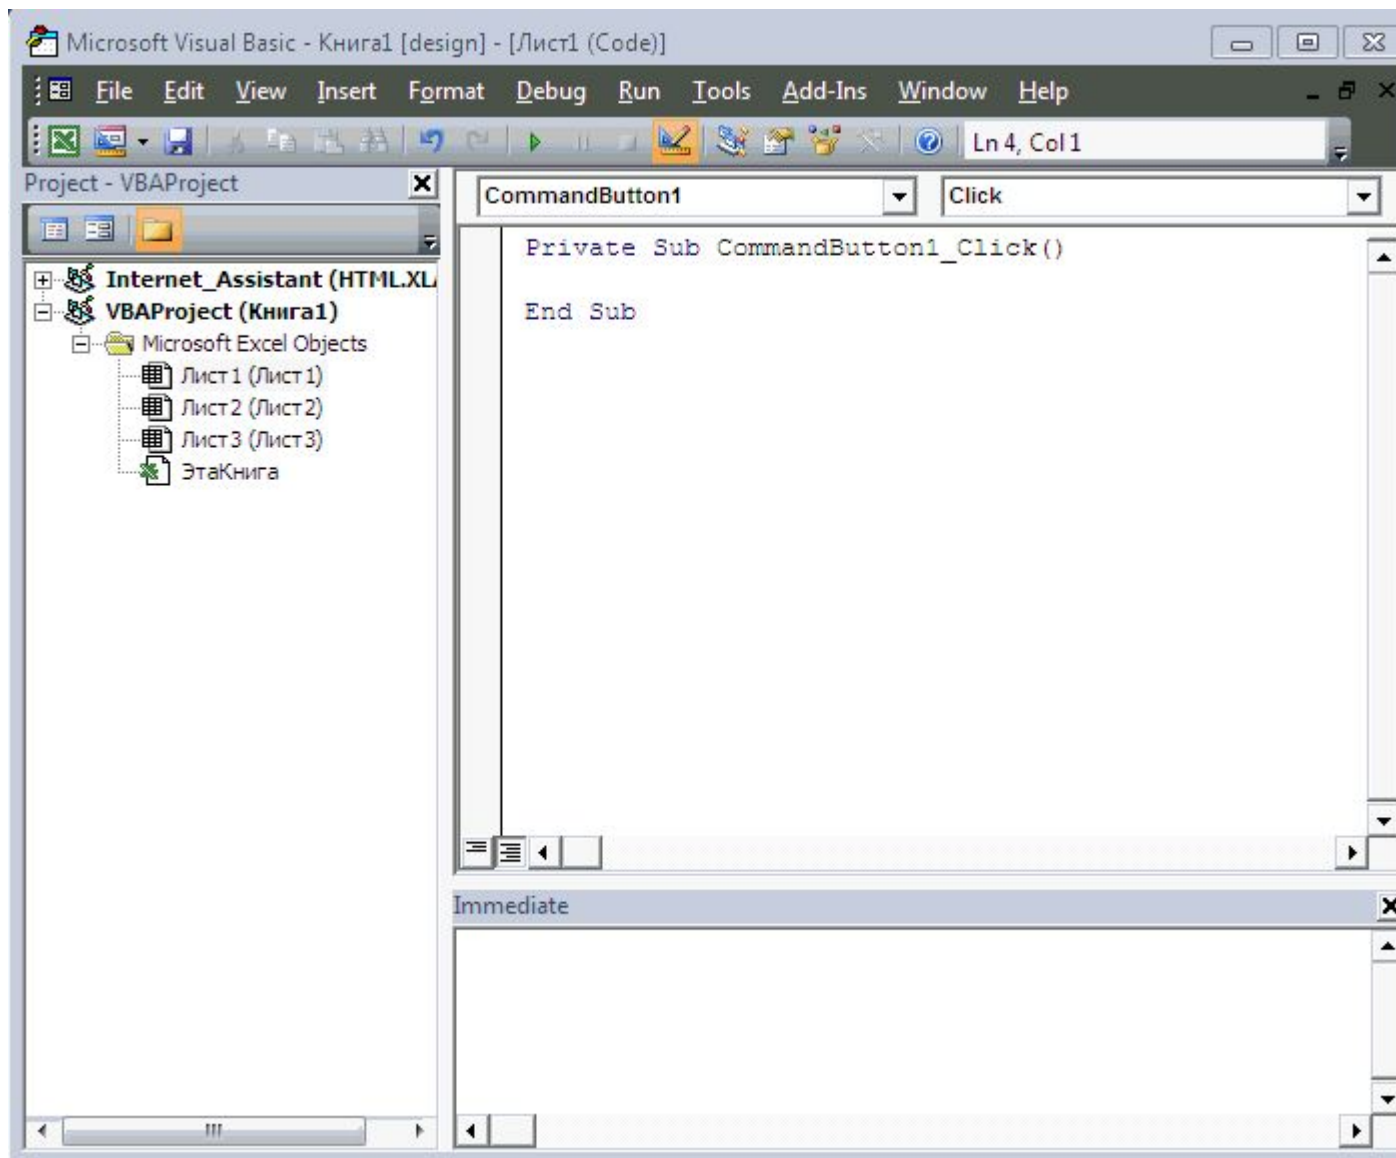 Microsoft Visual Basic - Книга1 [design] - [Лист1 (Code)]
File Edit View Insert Format Debug Run Tools Add-Ins Window Help
Ln 4, Col 1
Project - VBAProject
CommandButton1 Click
Internet_Assistant (HTML.XLA
VBAProject (Книга1)
Microsoft Excel Objects
Лист1 (Лист1)
Лист2 (Лист2)
Лист3 (Лист3)
ЭтаКнига
Private Sub CommandButton1_Click()
End Sub
Immediate